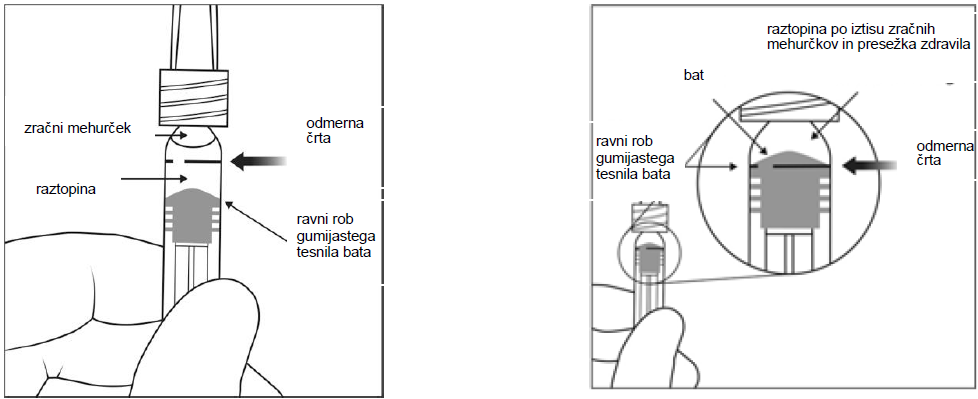 zračni mehurček
odmerna
črta
raztopina
ravni rob
gumijastega
tesnila bata
raztopina po iztisu zračnih
mehurčkov in presežka zdravila
bat
ravni rob
gumijastega
tesnila bata
odmerna
črta